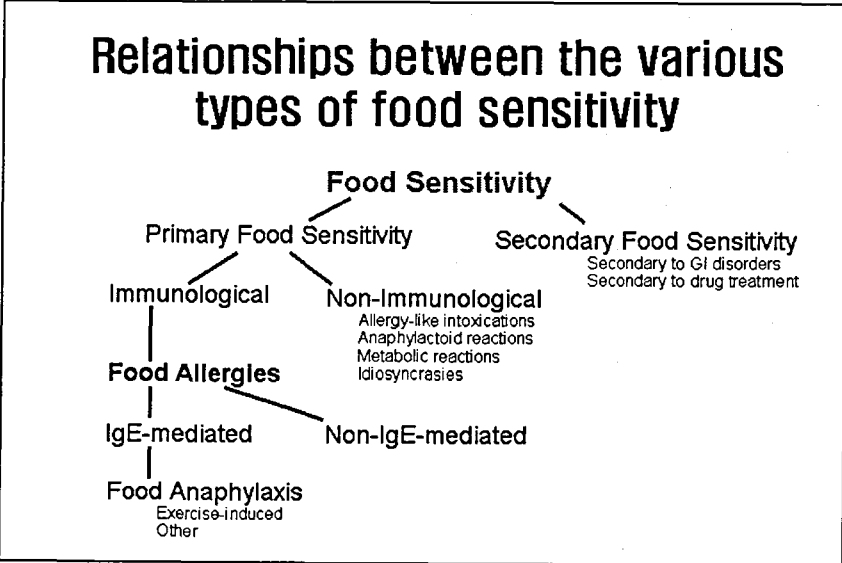 Relationships between the various
types of food sensitivity
Food Sensitivity
Primary Food Sensitivity
Secondary Food Sensitivity
Secondary to GI disorders
Secondary to drug treatment
Immunological
Non-Immunological
Allergy-like intoxications
Anaphylactoid reactions
Metabolic reactions
Idiosyncrasies
Food Allergies
IgE-mediated
Non-IgE-mediated
Food Anaphylaxis
Exercise-induced
Other